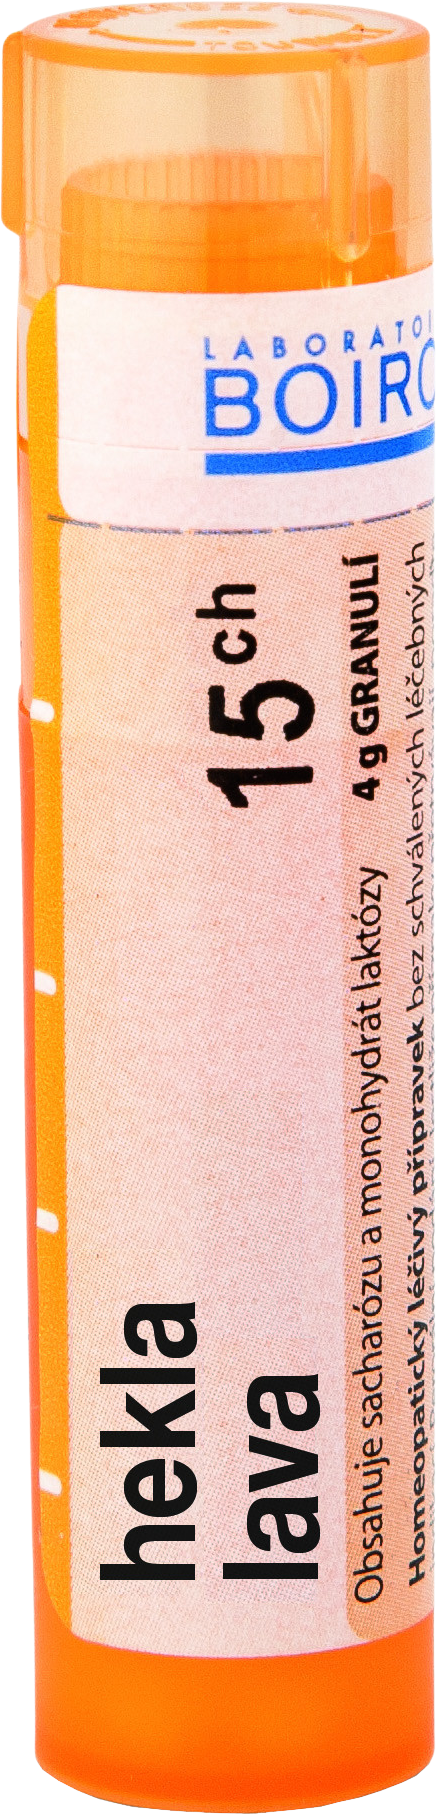 LABORATOI
BOIRO
15 ch
4 g GRANULÍ
hekla
lava
Obsahuje sacharózu a monohydrát laktózy
Homeopatický léčivý přípravek bez schválených léčebných